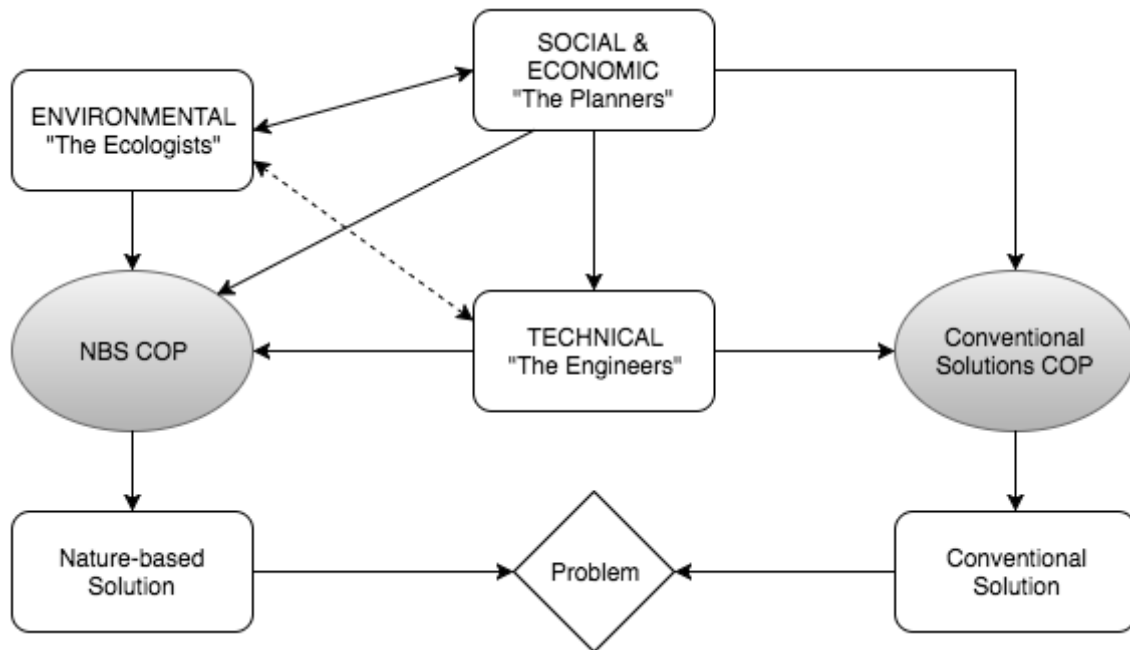 SOCIAL &
ECONOMIC
"The Planners"
ENVIRONMENTAL
"The Ecologists"
NBS COP
TECHNICAL
"The Engineers"
Conventional
Solutions COP
Nature-based
Solution
Problem
Conventional
Solution